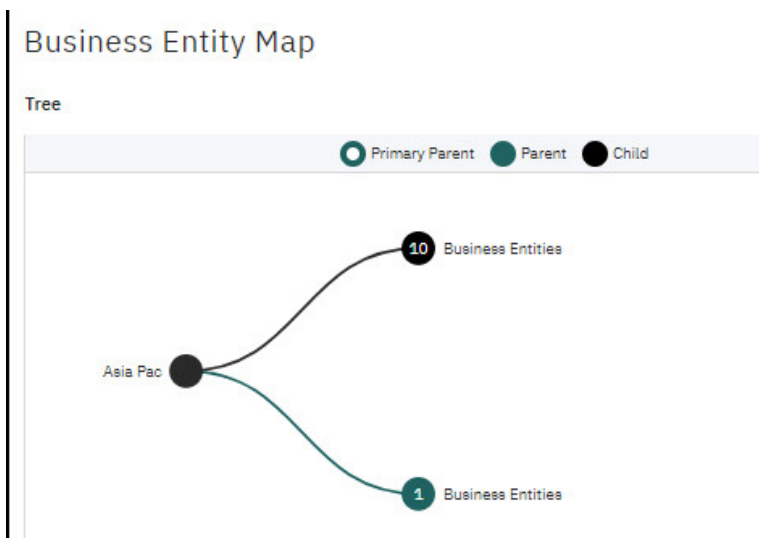 Business Entity Map
Tree
Primary Parent Parent Child
10 Business Entities
Asia Pac
1 Business Entities